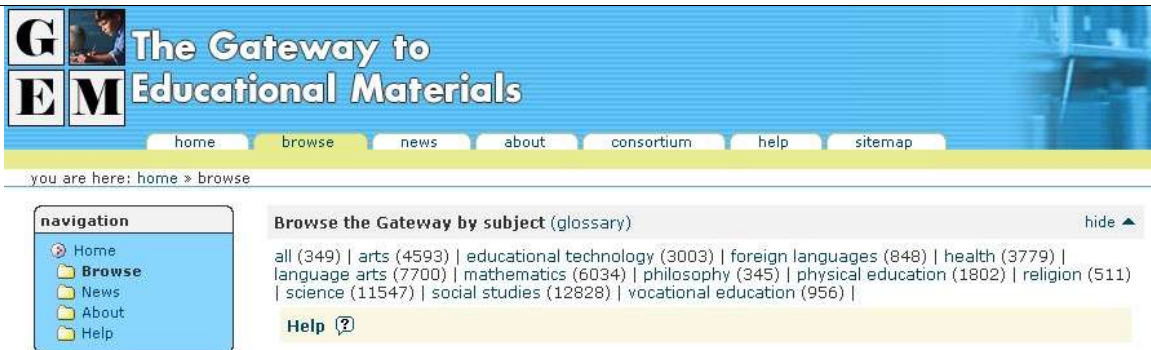 G
E M
The Gateway to
Educational Materials
home browse news about consortium help sitemap
you are here: home » browse
navigation
Home
Browse
News
About
Help
Browse the Gateway by subject (glossary) hide ▲
all (349) | arts (4593) | educational technology (3003) | foreign languages (848) | health (3779) |
language arts (7700) | mathematics (6034) | philosophy (345) | physical education (1802) | religion (511)
| science (11547) | social studies (12828) | vocational education (956) |
Help ?